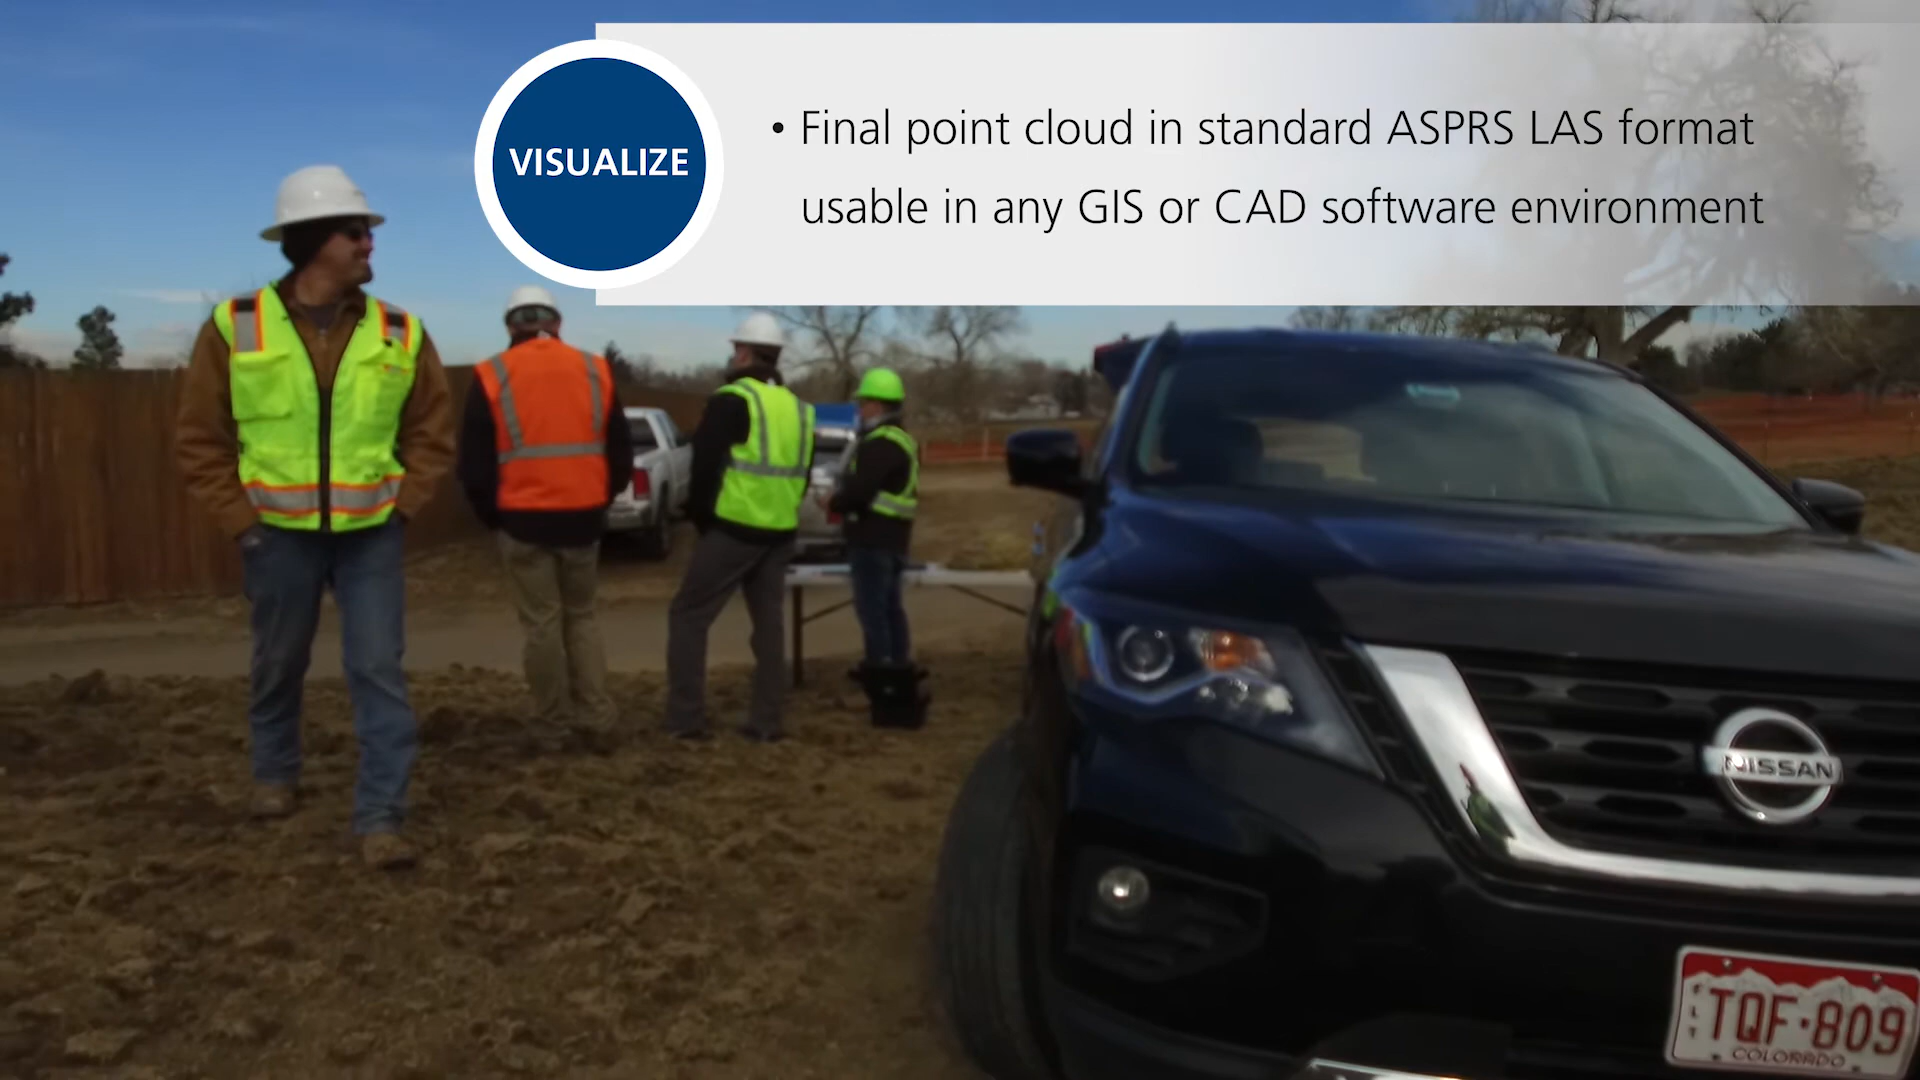 VISUALIZE
• Final point cloud in standard ASPRS LAS format
usable in any GIS or CAD software environment
NISSAN
FLT
TQF·809
COLORADO